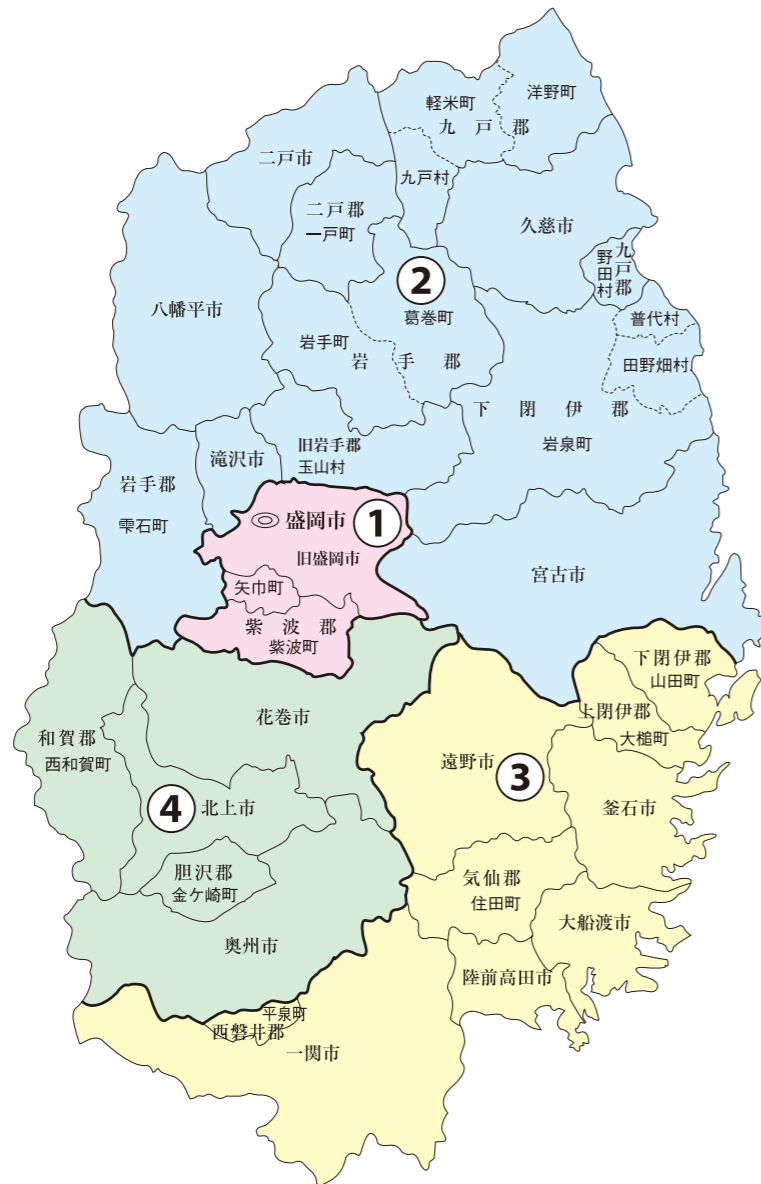 軽米町
洋野町
九戸郡
二戸市
九戸村
二戸郡
一戸町
久慈市
九戸郡
野田村
②
葛巻町
八幡平市
普代村
岩手町
岩手郡
田野畑村
下閉伊郡
岩泉町
滝沢市
旧岩手郡
玉山村
岩手郡
雫石町
盛岡市
①
旧盛岡市
矢巾町
宮古市
紫波郡
紫波町
下閉伊郡
山田町
上閉伊郡
大槌町
花巻市
和賀郡
西和賀町
遠野市
③
④
北上市
釜石市
胆沢郡
金ケ崎町
気仙郡
住田町
大船渡市
奥州市
陸前高田市
平泉町
西磐井郡
一関市